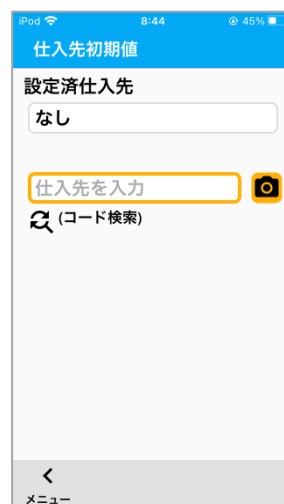 iPod 8:44 45%
仕入先初期値
設定済仕入先
なし
仕入先を入力
(コード検索)
メニュー